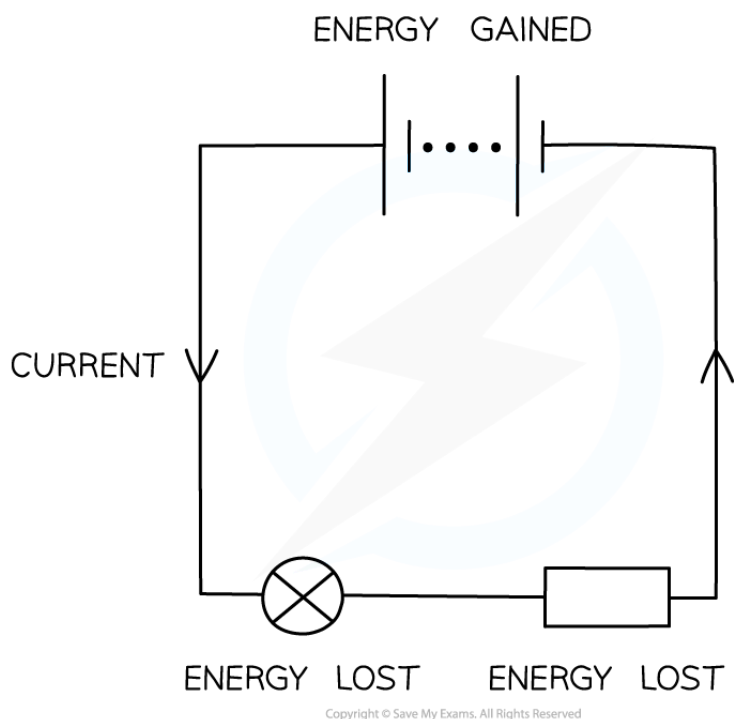 ENERGY GAINED
CURRENT
ENERGY LOST ENERGY LOST
Copyright © Save My Exams. All Rights Reserved